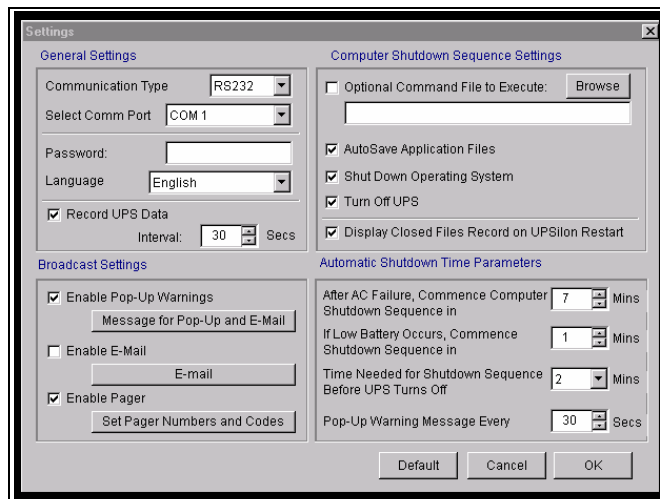 Settings
General Settings
Communication Type RS232
Select Comm Port COM 1
Password:
Language English
Record UPS Data
Interval: 30 Secs
Computer Shutdown Sequence Settings
Optional Command File to Execute: Browse
AutoSave Application Files
Shut Down Operating System
Turn Off UPS
Display Closed Files Record on UPSilon Restart
Broadcast Settings
Enable Pop-Up Warnings
Message for Pop-Up and E-Mail
Enable E-Mail
E-mail
Enable Pager
Set Pager Numbers and Codes
Automatic Shutdown Time Parameters
After AC Failure, Commence Computer
Shutdown Sequence in 7 Mins
If Low Battery Occurs, Commence
Shutdown Sequence in 1 Mins
Time Needed for Shutdown Sequence
Before UPS Turns Off 2 Mins
Pop-Up Warning Message Every 30 Secs
Default Cancel OK